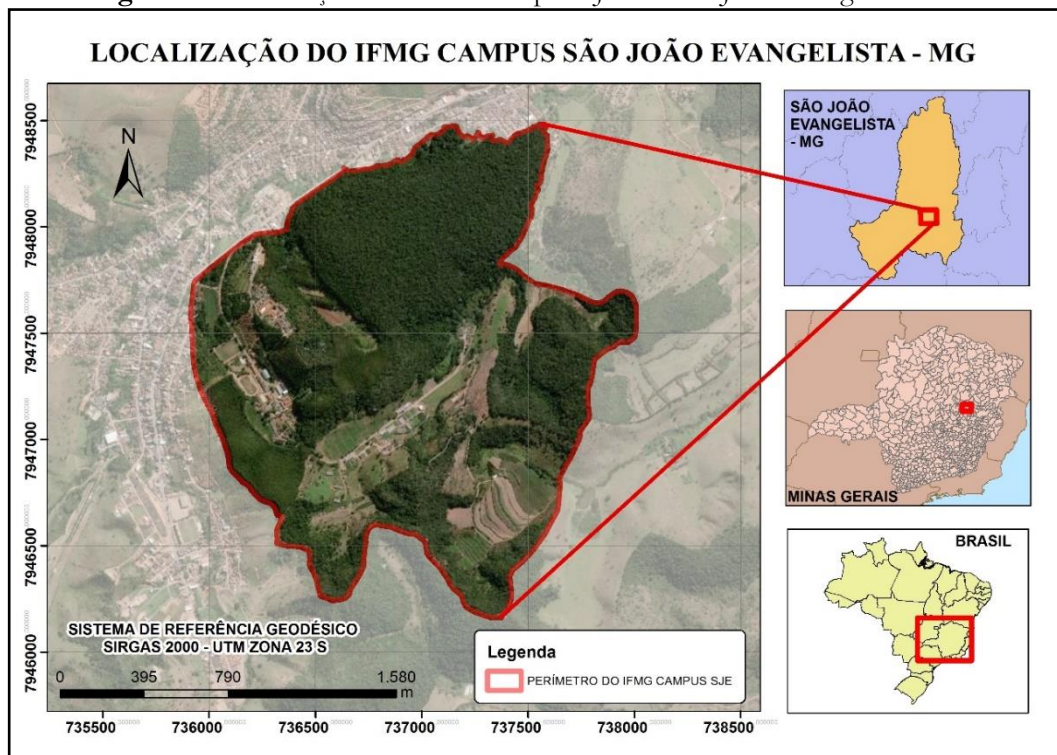 LOCALIZAÇÃO DO IFMG CAMPUS SÃO JOÃO EVANGELISTA - MG
N
7948500
7948000
7947500
7947000
7946500
7946000
SÃO JOÃO
EVANGELISTA
- MG
MINAS GERAIS
BRASIL
SISTEMA DE REFERÊNCIA GEODÉSICO
SIRGAS 2000 - UTM ZONA 23 S
0 395 790 1.580
m
Legenda
PERÍMETRO DO IFMG CAMPUS SJE
735500 736000 736500 737000 737500 738000 738500